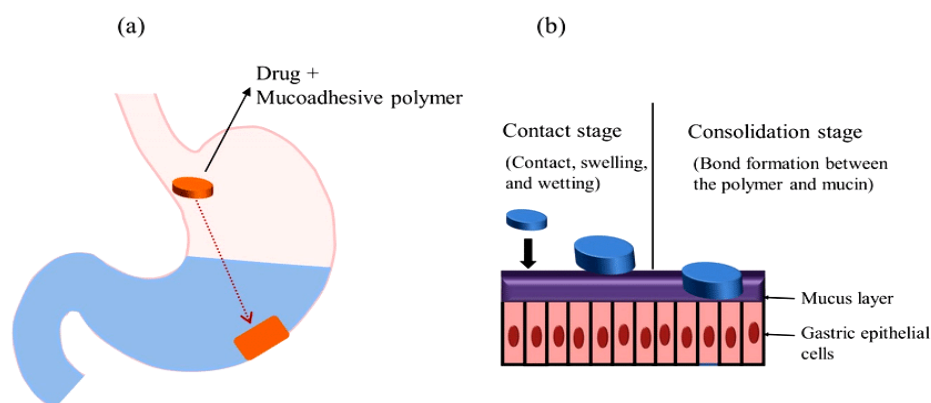 (a)
Drug +
Mucoadhesive polymer
(b)
Contact stage
(Contact, swelling,
and wetting)
Consolidation stage
(Bond formation between
the polymer and mucin)
Mucus layer
Gastric epithelial
cells